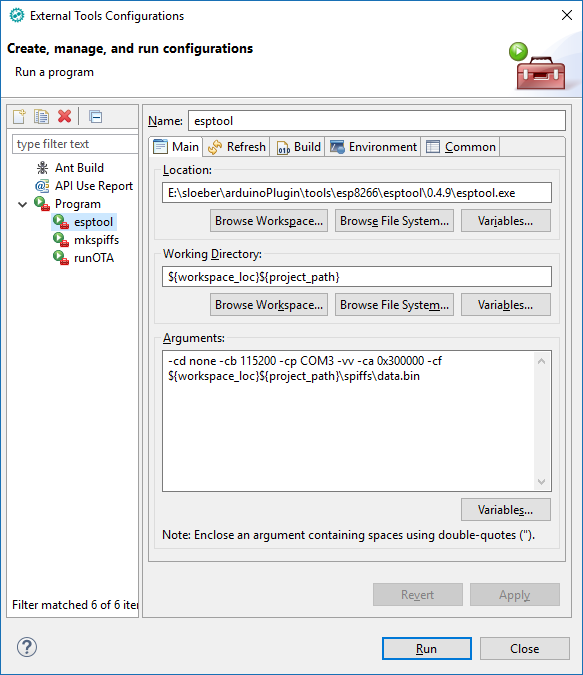 External Tools Configurations
Create, manage, and run configurations
Run a program
type filter text
Ant Build
API Use Report
Program
esptool
mkspiffs
runOTA
Filter matched 6 of 6 iter
Name: esptool
Main Refresh Build Environment Common
Location:
E:\sloeber\arduinoPlugin\tools\esp8266\esptool\0.4.9\esptool.exe
Browse Workspace... Browse File System... Variables...
Working Directory:
${workspace_loc}${project_path}
Browse Workspace... Browse File System... Variables...
Arguments:
-cd none -cb 115200 -cp COM3 -vv -ca 0x300000 -cf
${workspace_loc}${project_path}\spiffs\data.bin
Variables...
Note: Enclose an argument containing spaces using double-quotes (").
Revert Apply
Run Close